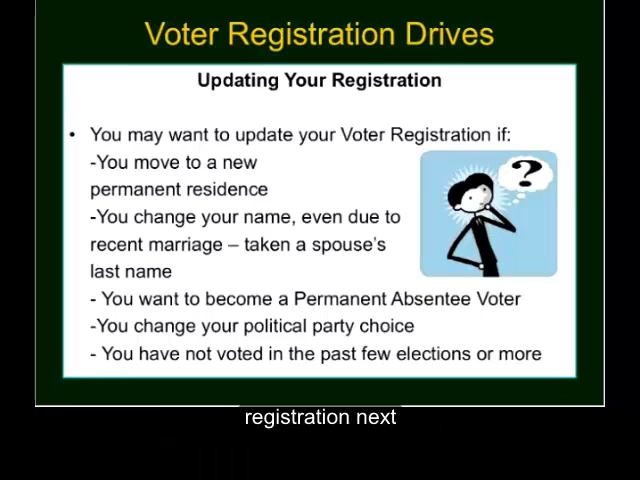 Voter Registration Drives
Updating Your Registration
• You may want to update your Voter Registration if:
-You move to a new
permanent residence
-You change your name, even due to
recent marriage – taken a spouse's
last name
- You want to become a Permanent Absentee Voter
-You change your political party choice
- You have not voted in the past few elections or more
?
registration next